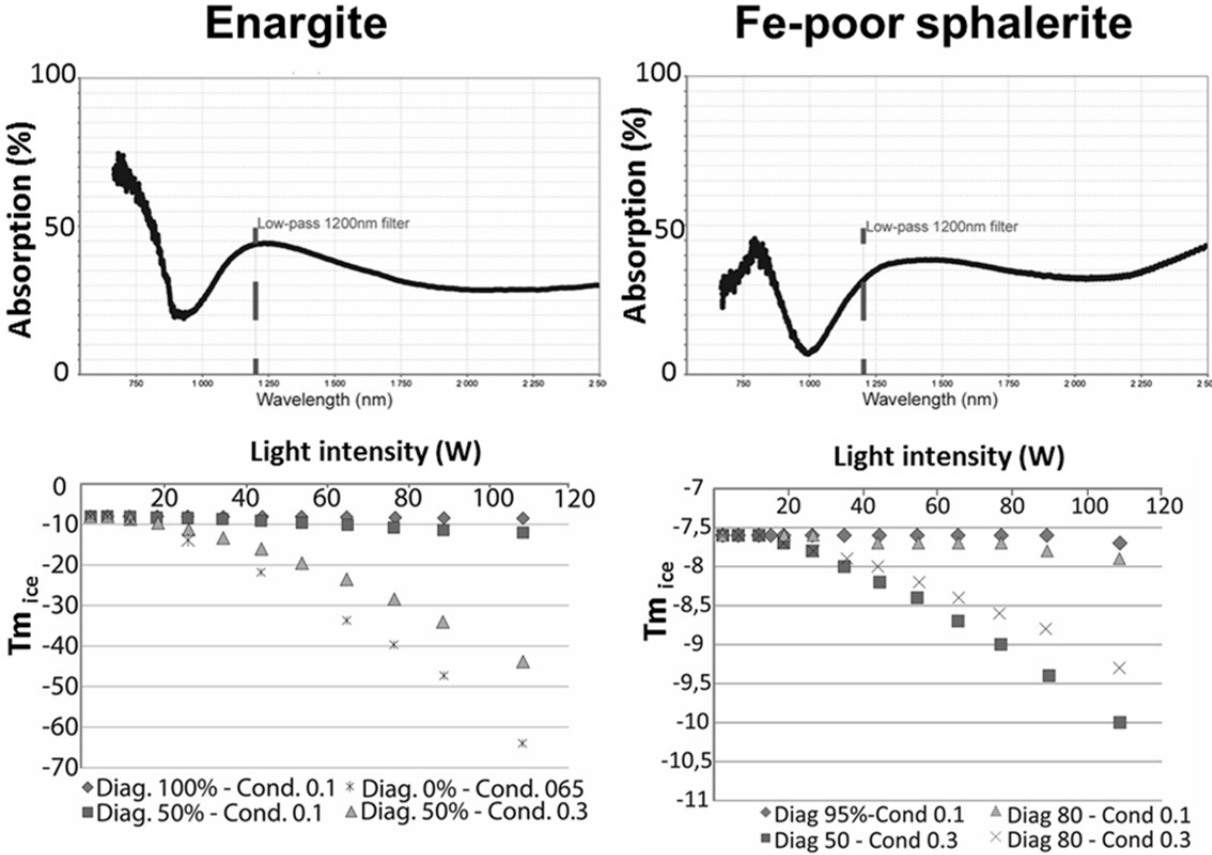 Enargite
Fe-poor sphalerite
100
50
0
Absorption (%)
Low-pass 1200nm filter
750
1 000
1 250
1 500
1 750
2 000
2 250
2 50
Wavelength (nm)
100
50
0
Absorption (%)
Low-pass 1200nm filter
750
1 000
1 250
1 500
1 750
2 000
2 250
2 50
Wavelength (nm)
Light intensity (W)
0
20
40
60
80
100
120
-10
-20
-30
-40
-50
-60
-70
Tm ice
Diag. 100% - Cond. 0.1
Diag. 0% - Cond. 065
Diag. 50% - Cond. 0.1
Diag. 50% - Cond. 0.3
Light intensity (W)
-7
20
40
60
80
100
120
-7,5
-8
-8,5
-9
-9,5
-10
-10,5
-11
Tm ice
Diag 95%-Cond 0.1
Diag 80 - Cond 0.1
Diag 50 - Cond 0.3
Diag 80 - Cond 0.3